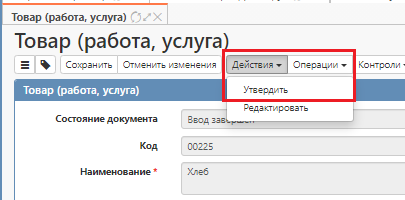 Товар (работа, услуга)
Товар (работа, услуга)
Сохранить Отменить изменения Действия Операции Контроли
Утвердить
Редактировать
Товар (работа, услуга)
Состояние документа Ввод завершен
Код 00225
Наименование * Хлеб